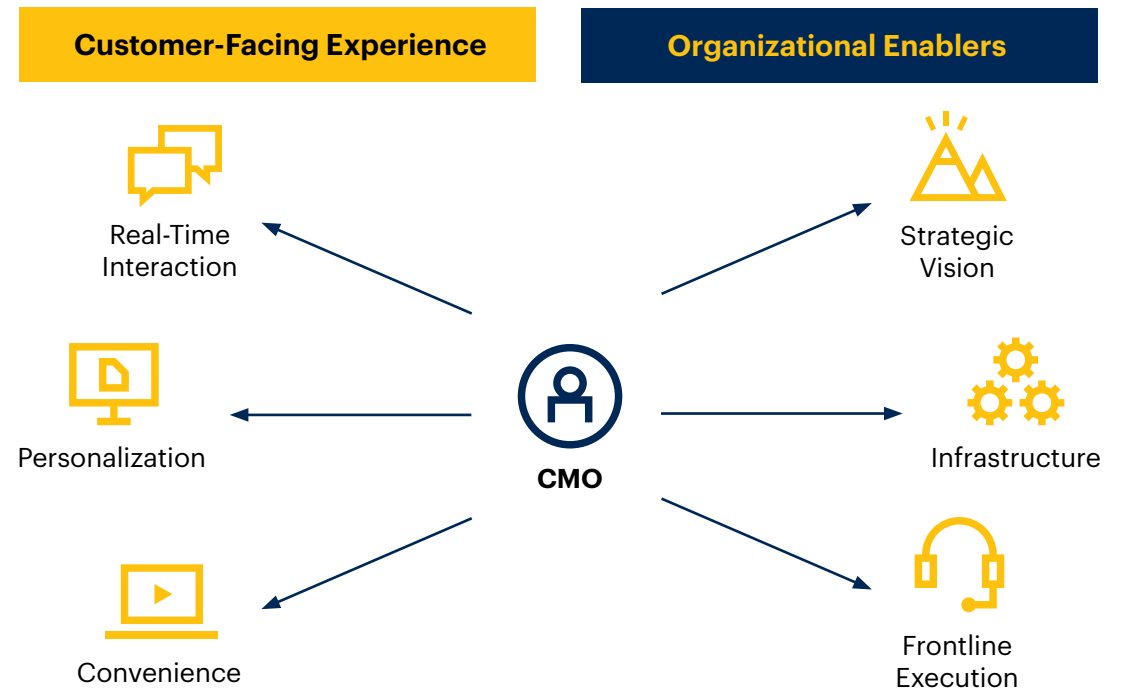 Customer-Facing Experience
Organizational Enablers
Real-Time
Interaction
Strategic
Vision
Personalization
CMO
Infrastructure
Convenience
Frontline
Execution